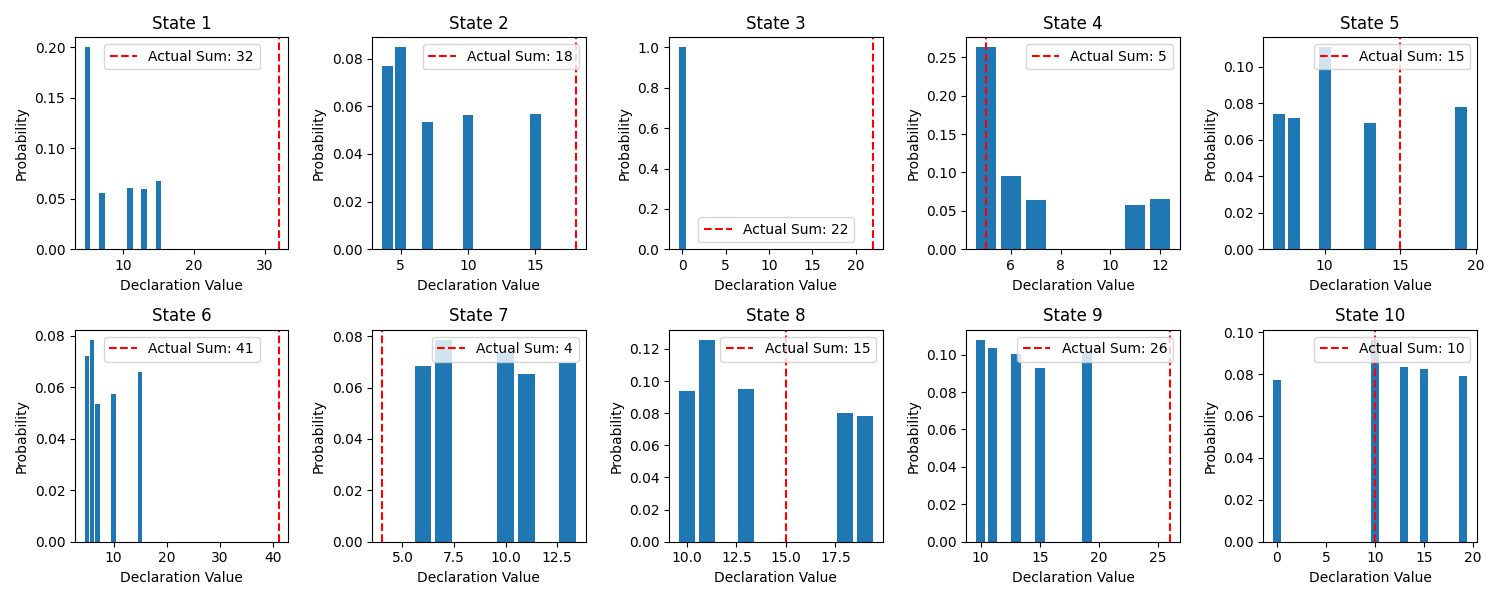 State 1
Probability
0.20
0.15
0.10
0.05
0.00
Actual Sum: 32
10 20 30
Declaration Value
State 2
Probability
0.08
0.06
0.04
0.02
0.00
Actual Sum: 18
5 10 15
Declaration Value
State 3
Probability
1.0
0.8
0.6
0.4
0.2
0.0
Actual Sum: 22
0 5 10 15 20
Declaration Value
State 4
Probability
0.25
0.20
0.15
0.10
0.05
0.00
Actual Sum: 5
6 8 10 12
Declaration Value
State 5
Probability
0.10
0.08
0.06
0.04
0.02
0.00
Actual Sum: 15
10 15 20
Declaration Value
State 6
Probability
0.08
0.06
0.04
0.02
0.00
Actual Sum: 41
10 20 30 40
Declaration Value
State 7
Probability
0.08
0.06
0.04
0.02
0.00
Actual Sum: 4
5.0 7.5 10.0 12.5
Declaration Value
State 8
Probability
0.12
0.10
0.08
0.06
0.04
0.02
0.00
Actual Sum: 15
10.0 12.5 15.0 17.5
Declaration Value
State 9
Probability
0.10
0.08
0.06
0.04
0.02
0.00
Actual Sum: 26
10 15 20 25
Declaration Value
State 10
Probability
0.10
0.08
0.06
0.04
0.02
0.00
Actual Sum: 10
0 5 10 15 20
Declaration Value